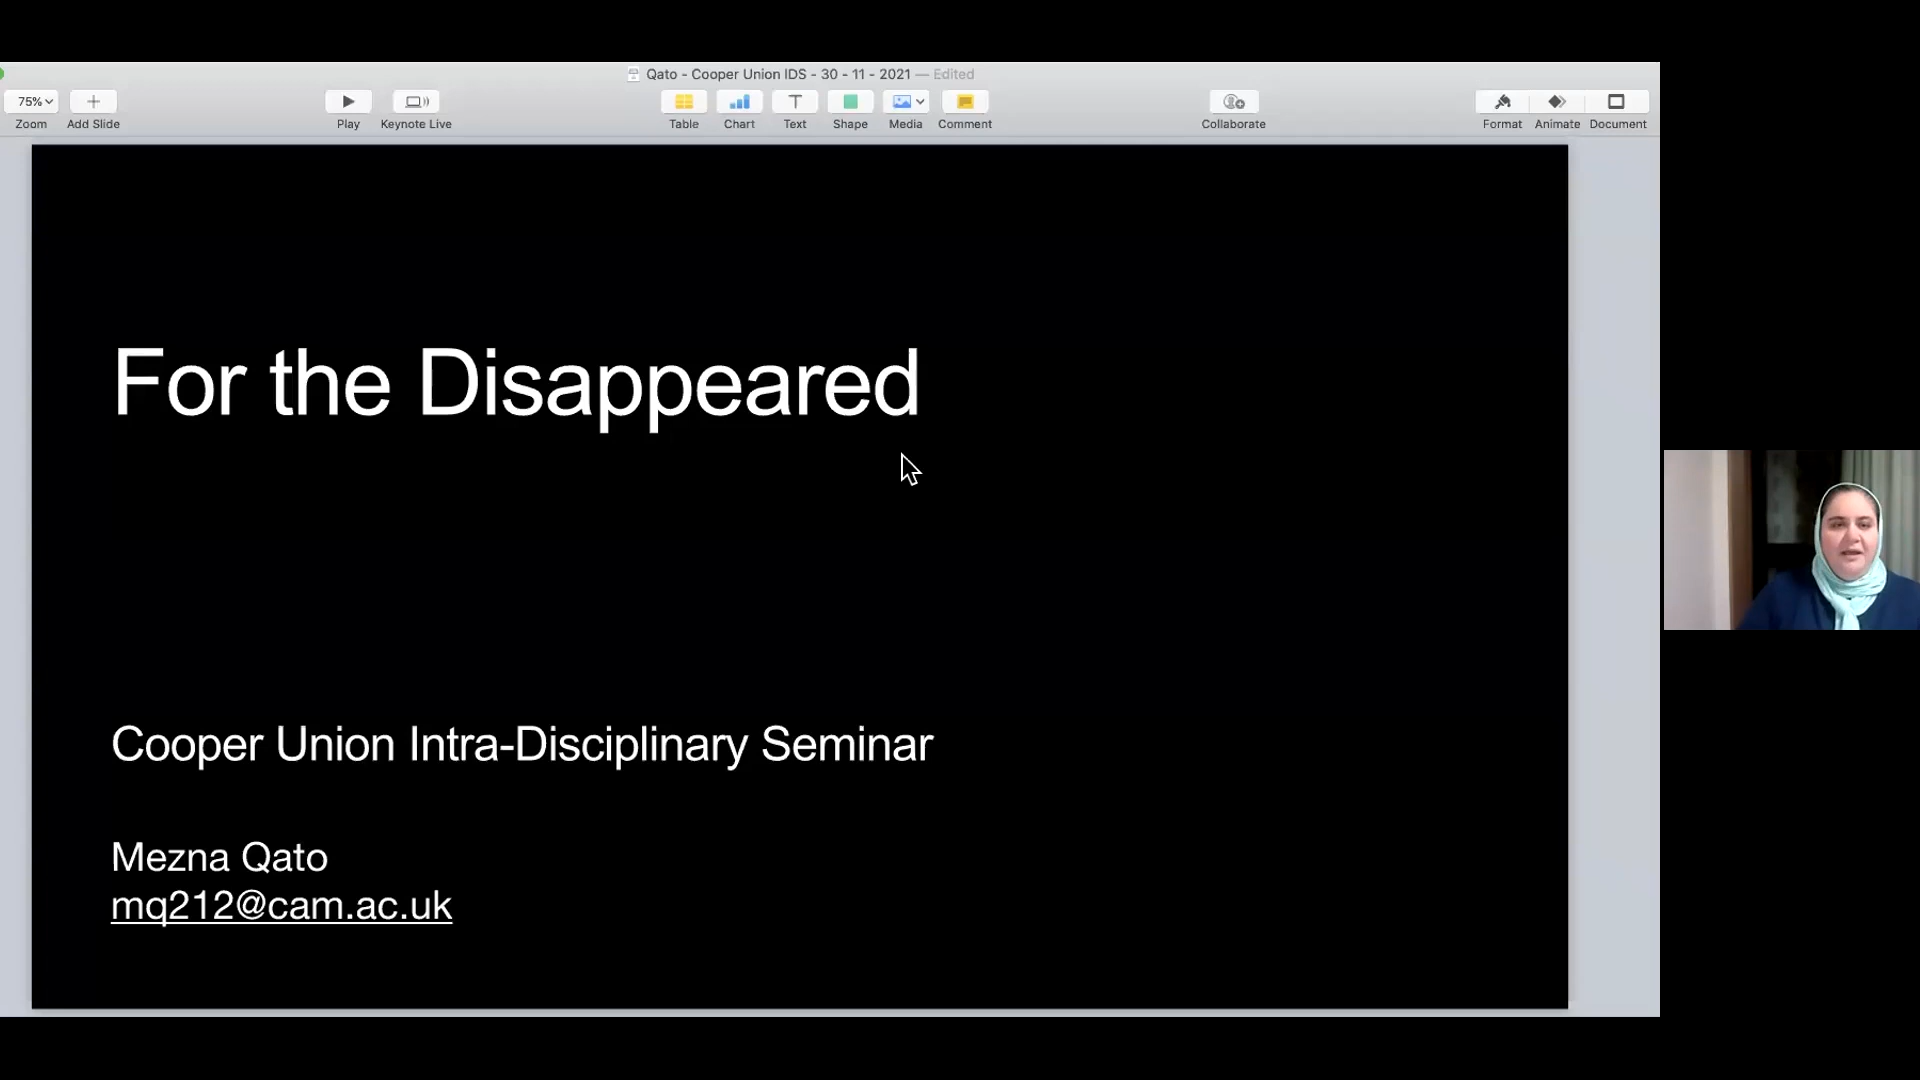 Qato - Cooper Union IDS - 30 - 11 - 2021 — Edited
75%
Zoom
Add Slide
Play
Keynote Live
Table
Chart
Text
Shape
Media
Comment
Collaborate
Format
Animate
Document
For the Disappeared
Cooper Union Intra-Disciplinary Seminar
Mezna Qato
mq212@cam.ac.uk